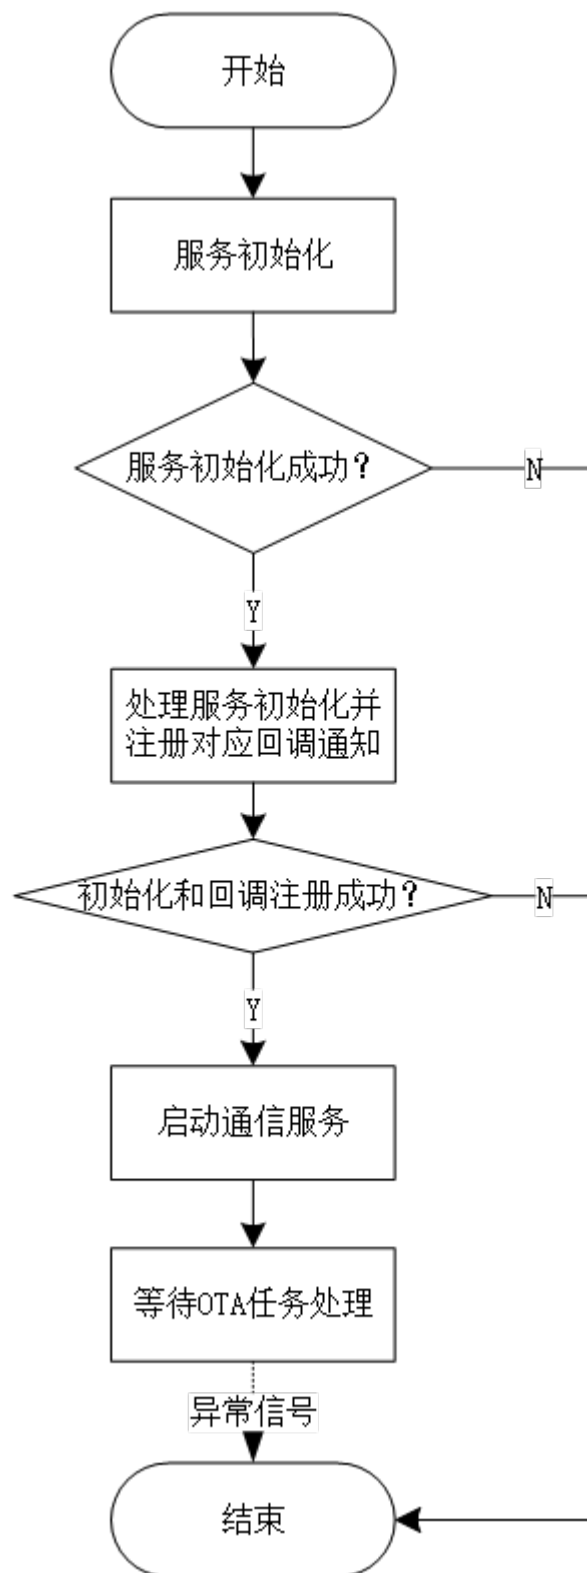 开始
服务初始化
服务初始化成功？
N
Y
处理服务初始化并
注册对应回调通知
初始化和回调注册成功？
N
Y
启动通信服务
等待OTA任务处理
异常信号
结束